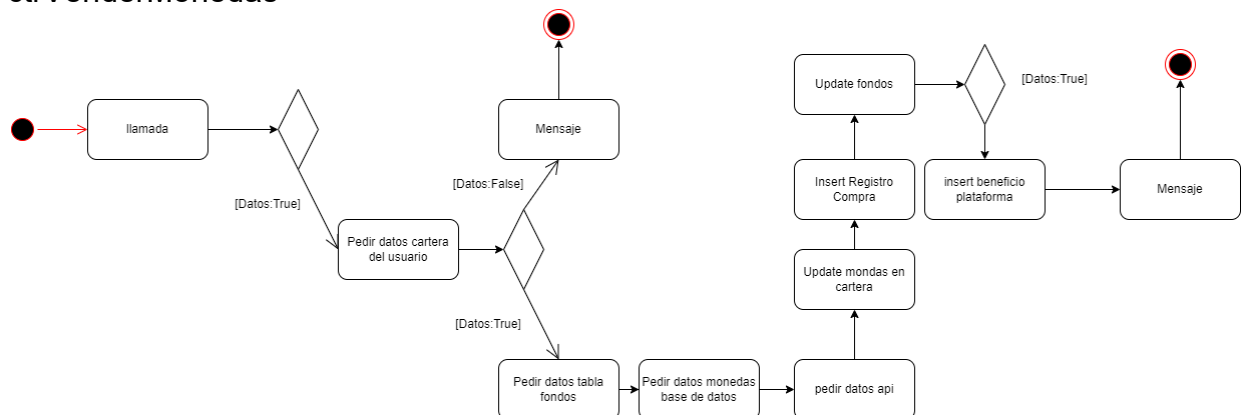 llamada
[Datos:True]
Pedir datos cartera
del usuario
[Datos:False]
Mensaje
[Datos:True]
Pedir datos tabla
fondos
Pedir datos monedas
base de datos
pedir datos api
Update mondas en
cartera
Insert Registro
Compra
Update fondos
[Datos:True]
insert beneficio
plataforma
Mensaje